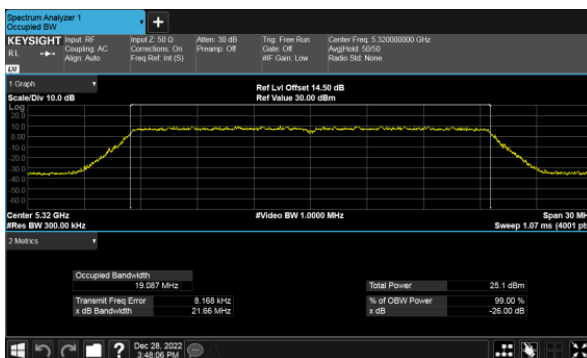 Spectrum Analyzer 1
Occupied BW
KEYSIGHT
RL
LXI
Input: RF
Coupling: AC
Align: Auto
Input Z: 50 Ω
Corrections: On
Freq Ref: Int (S)
Atten: 30 dB
Preamp: Off
Trig: Free Run
Gate: Off
#IF Gain: Low
Center Freq: 5.320000000 GHz
Avg|Hold: 50/50
Radio Std: None
1 Graph
Scale/Div 10.0 dB
Ref Lvl Offset 14.50 dB
Ref Value 30.00 dBm
Log
20.0
10.0
0.00
-10.0
-20.0
-30.0
-40.0
-50.0
-60.0
Center 5.32 GHz
#Video BW 1.0000 MHz
Span 30 MH
#Res BW 300.00 kHz
Sweep 1.07 ms (4001 pt
2 Metrics
Occupied Bandwidth
19.087 MHz
Total Power 25.1 dBm
Transmit Freq Error 8.168 kHz
% of OBW Power 99.00 %
x dB Bandwidth 21.66 MHz
x dB -26.00 dB
?
Dec 28, 2022
3:48:06 PM